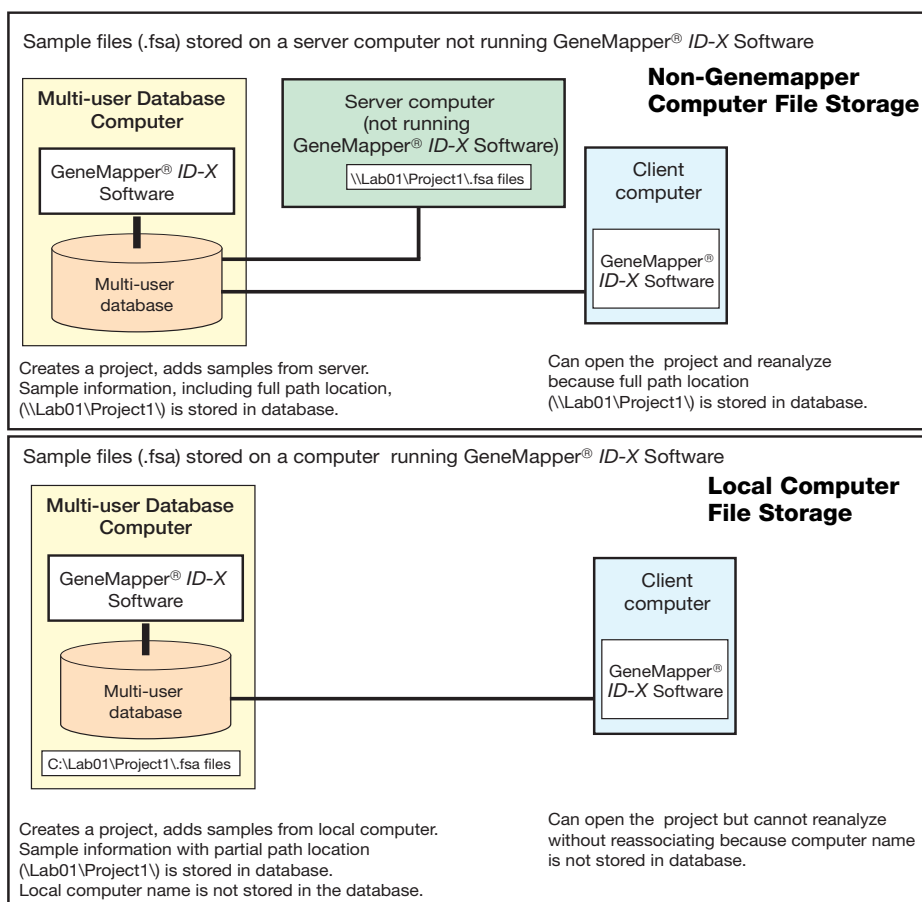 Sample files (.fsa) stored on a server computer not running GeneMapper® ID-X Software
Non-Genemapper
Computer File Storage
Multi-user Database
Computer
GeneMapper® ID-X
Software
Multi-user
database
Server computer
(not running
GeneMapper® ID-X Software)
\\Lab01\Project1\.fsa files
Client
computer
GeneMapper®
ID-X Software
Creates a project, adds samples from server.
Sample information, including full path location,
(\\Lab01\Project1\) is stored in database.
Can open the project and reanalyze
because full path location
(\\Lab01\Project1\) is stored in database.
Sample files (.fsa) stored on a computer running GeneMapper® ID-X Software
Local Computer
File Storage
Multi-user Database
Computer
GeneMapper® ID-X
Software
Multi-user
database
C:\Lab01\Project1\.fsa files
Client
computer
GeneMapper®
ID-X Software
Creates a project, adds samples from local computer.
Sample information with partial path location
(\Lab01\Project1\) is stored in database.
Local computer name is not stored in the database.
Can open the project but cannot reanalyze
without reassociating because computer name
is not stored in database.